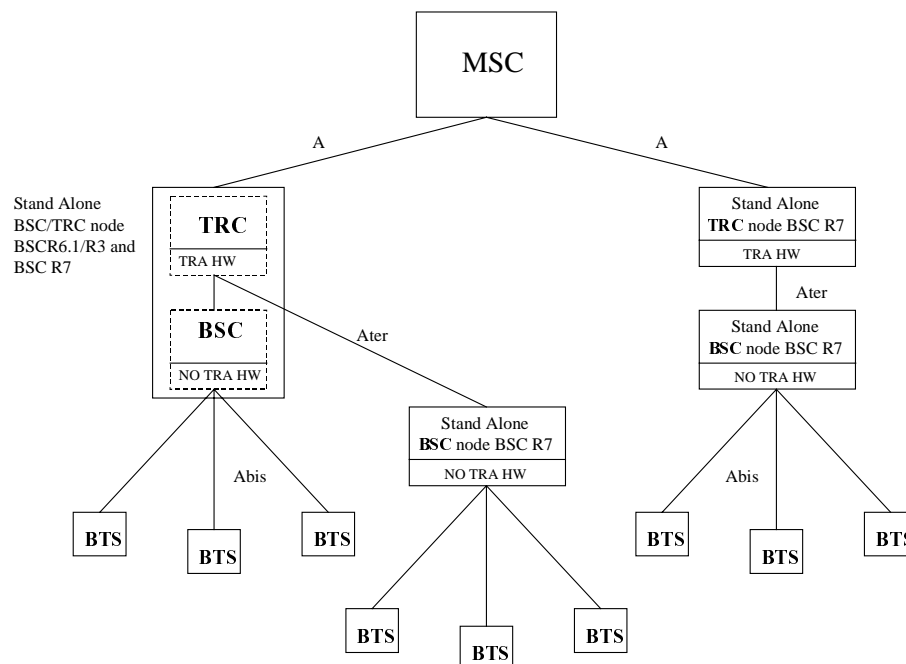 MSC
A
A
Stand Alone
BSC/TRC node
BSCR6.1/R3 and
BSC R7
TRC
TRA HW
BSC
NO TRA HW
Stand Alone
TRC node BSC R7
TRA HW
Ater
Stand Alone
BSC node BSC R7
NO TRA HW
Ater
Stand Alone
BSC node BSC R7
NO TRA HW
Abis
Abis
BTS
BTS
BTS
BTS
BTS
BTS
BTS
BTS
BTS